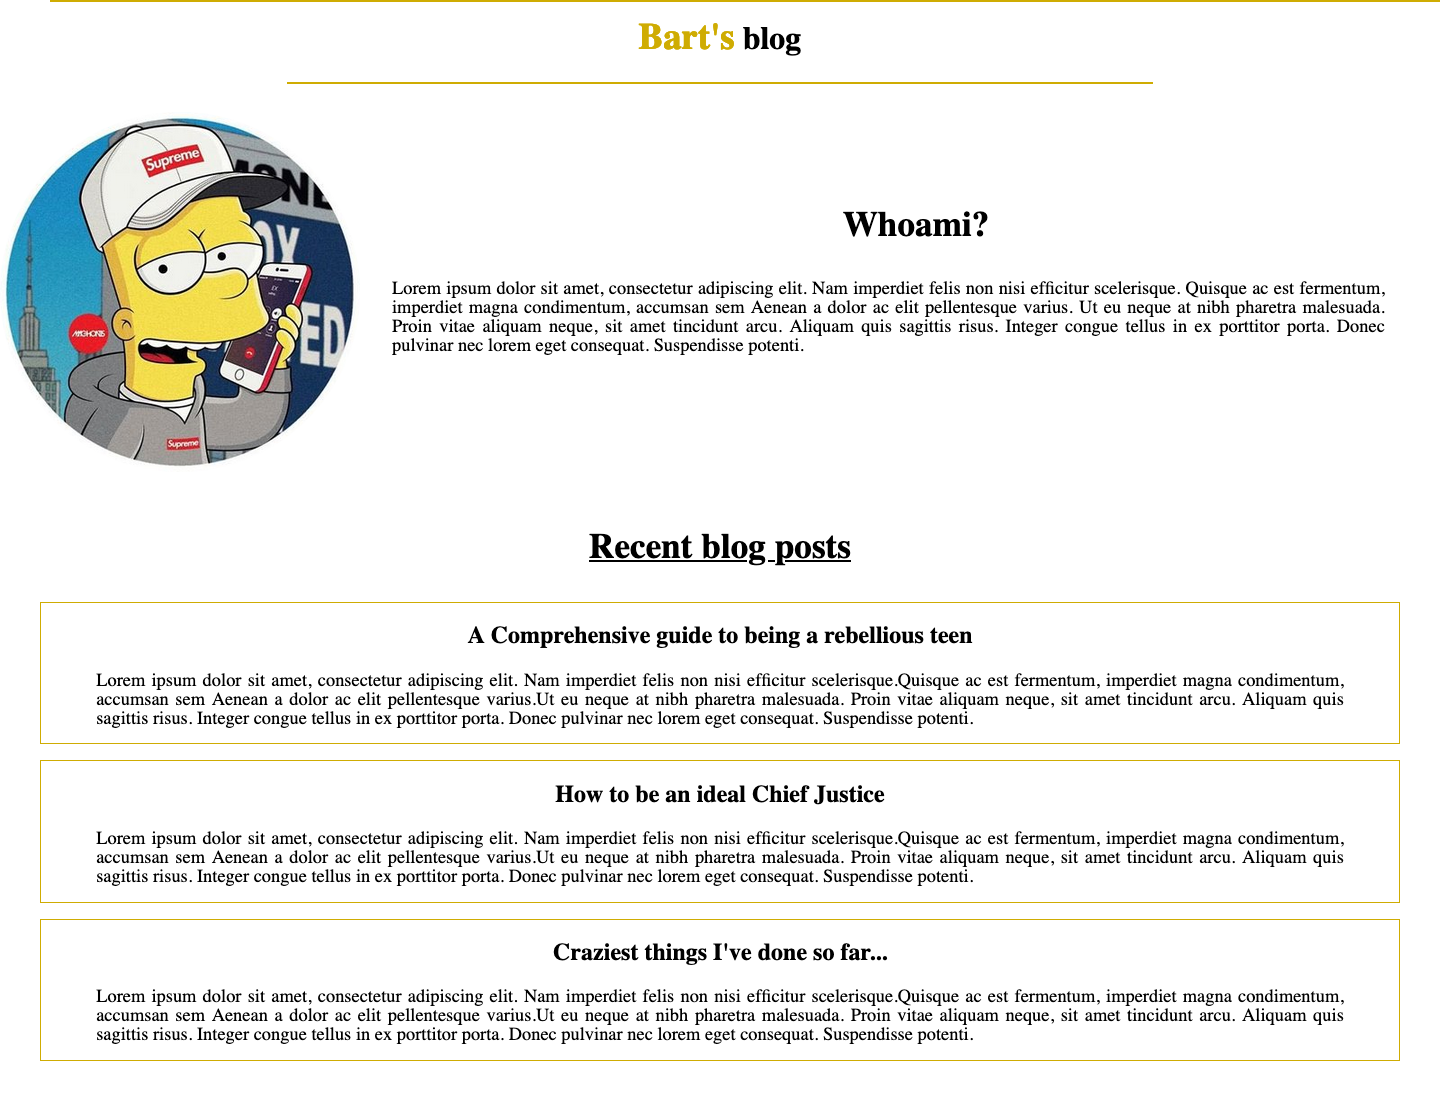 Bart's blog
Supreme
Whoami?
Lorem ipsum dolor sit amet, consectetur adipiscing elit. Nam imperdiet felis non nisi efficitur scelerisque. Quisque ac est fermentum,
imperdiet magna condimentum, accumsan sem Aenean a dolor ac elit pellentesque varius. Ut eu neque at nibh pharetra malesuada.
Proin vitae aliquam neque, sit amet tincidunt arcu. Aliquam quis sagittis risus. Integer congue tellus in ex porttitor porta. Donec
pulvinar nec lorem eget consequat. Suspendisse potenti.
Supreme
Recent blog posts
A Comprehensive guide to being a rebellious teen
Lorem ipsum dolor sit amet, consectetur adipiscing elit. Nam imperdiet felis non nisi efficitur scelerisque.Quisque ac est fermentum, imperdiet magna condimentum,
accumsan sem Aenean a dolor ac elit pellentesque varius.Ut eu neque at nibh pharetra malesuada. Proin vitae aliquam neque, sit amet tincidunt arcu. Aliquam quis
sagittis risus. Integer congue tellus in ex porttitor porta. Donec pulvinar nec lorem eget consequat. Suspendisse potenti.
How to be an ideal Chief Justice
Lorem ipsum dolor sit amet, consectetur adipiscing elit. Nam imperdiet felis non nisi efficitur scelerisque.Quisque ac est fermentum, imperdiet magna condimentum,
accumsan sem Aenean a dolor ac elit pellentesque varius.Ut eu neque at nibh pharetra malesuada. Proin vitae aliquam neque, sit amet tincidunt arcu. Aliquam quis
sagittis risus. Integer congue tellus in ex porttitor porta. Donec pulvinar nec lorem eget consequat. Suspendisse potenti.
Craziest things I've done so far...
Lorem ipsum dolor sit amet, consectetur adipiscing elit. Nam imperdiet felis non nisi efficitur scelerisque.Quisque ac est fermentum, imperdiet magna condimentum,
accumsan sem Aenean a dolor ac elit pellentesque varius.Ut eu neque at nibh pharetra malesuada. Proin vitae aliquam neque, sit amet tincidunt arcu. Aliquam quis
sagittis risus. Integer congue tellus in ex porttitor porta. Donec pulvinar nec lorem eget consequat. Suspendisse potenti.